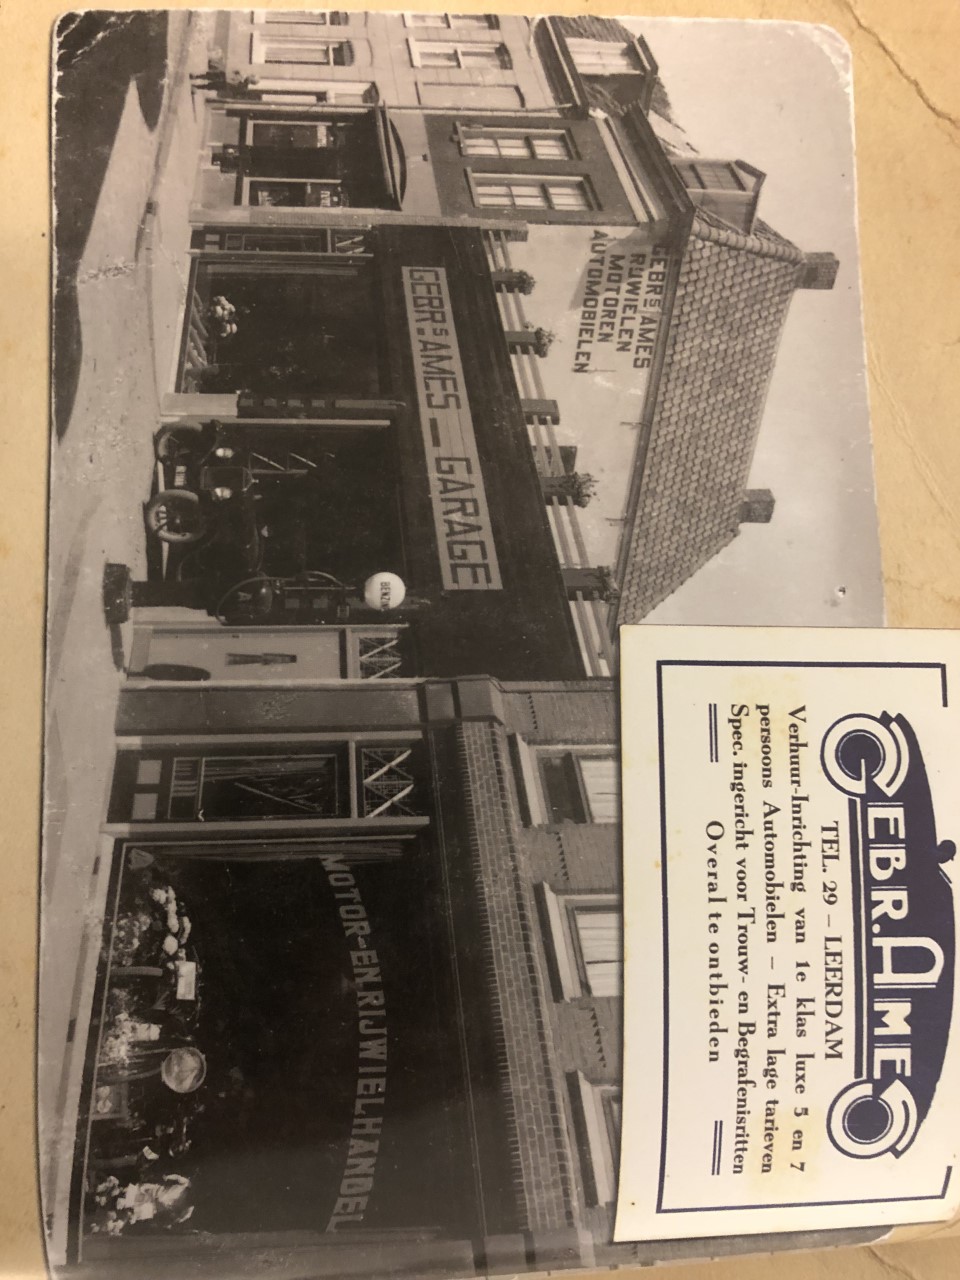 GEBRS AMES
RIJWIELEN
MOTOREN
AUTOMOBIELEN
GEBRS. AMES - GARAGE
BENZINE
MOTOR-EN RIJWIELHANDEL
GEBR. AMES
TEL. 29 – LEERDAM
Verhuur-Inrichting van 1e klas luxe 5 en 7
persoons Automobielen – Extra lage tarieven
Spec. ingericht voor Trouw- en Begrafenisritten
Overal te ontbieden